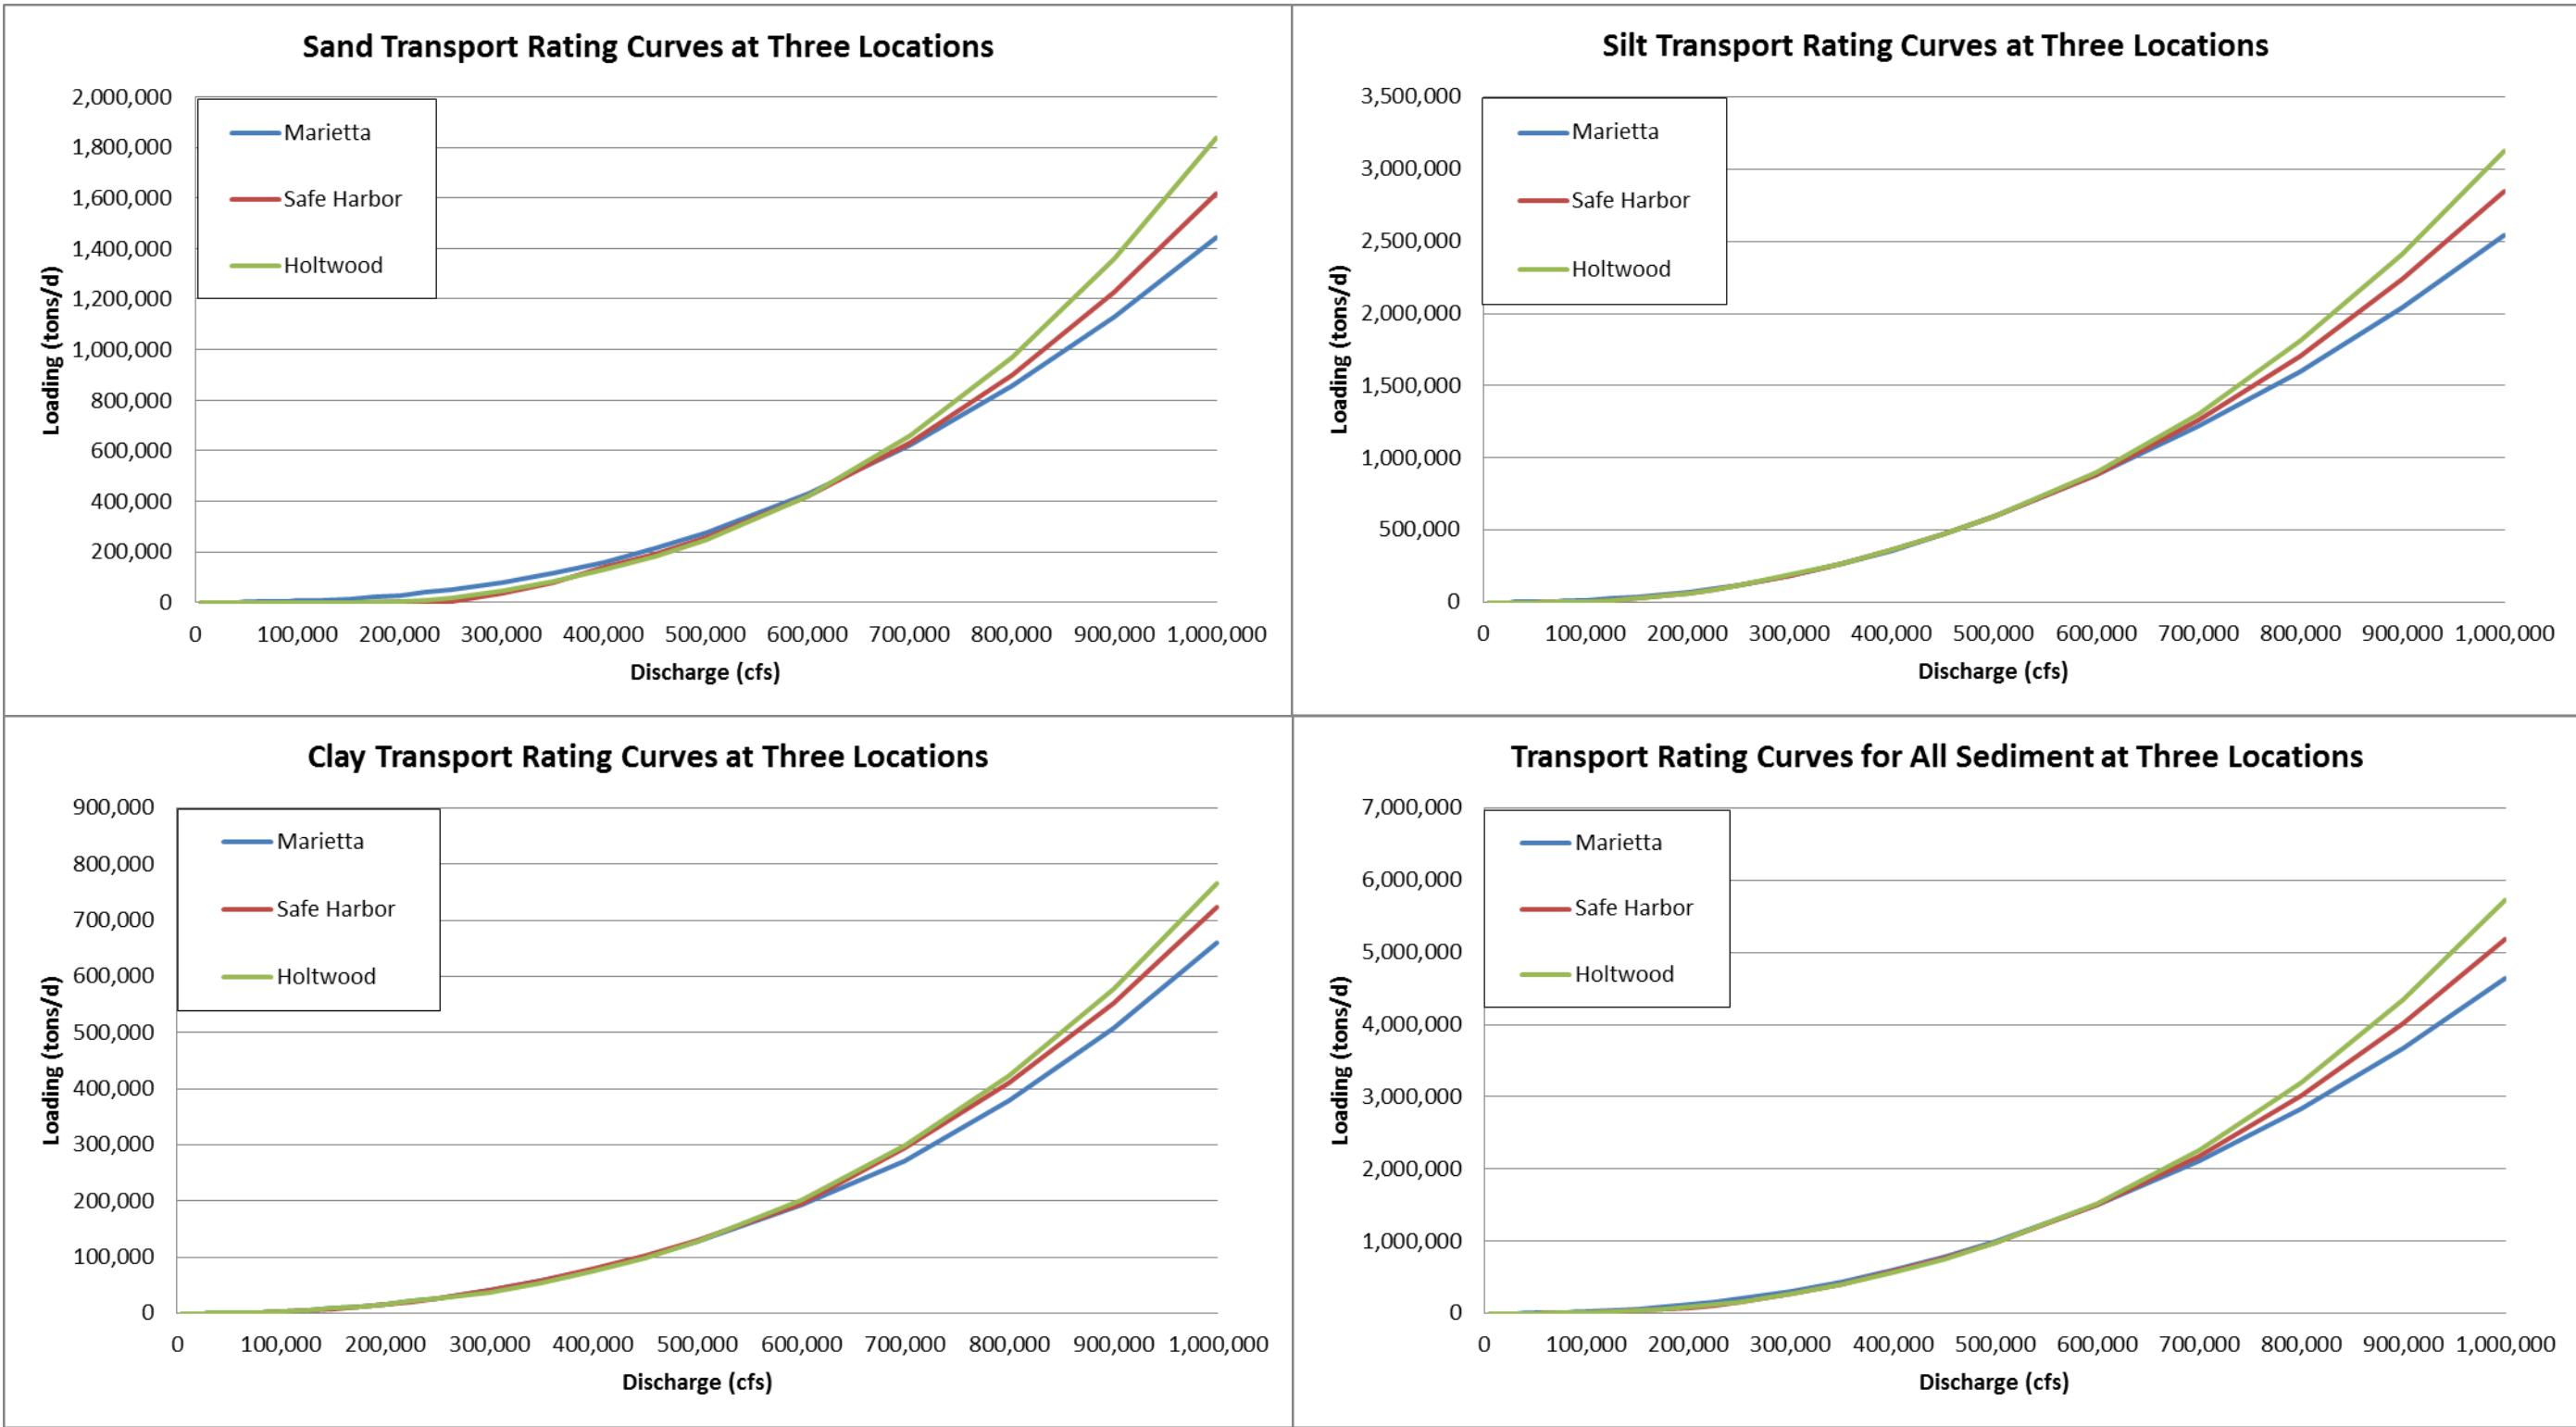 Sand Transport Rating Curves at Three Locations
Loading (tons/d)
2,000,000
1,800,000
1,600,000
1,400,000
1,200,000
1,000,000
800,000
600,000
400,000
200,000
0
Marietta
Safe Harbor
Holtwood
0 100,000 200,000 300,000 400,000 500,000 600,000 700,000 800,000 900,000 1,000,000
Discharge (cfs)
Silt Transport Rating Curves at Three Locations
Loading (tons/d)
3,500,000
3,000,000
2,500,000
2,000,000
1,500,000
1,000,000
500,000
0
Marietta
Safe Harbor
Holtwood
0 100,000 200,000 300,000 400,000 500,000 600,000 700,000 800,000 900,000 1,000,000
Discharge (cfs)
Clay Transport Rating Curves at Three Locations
Loading (tons/d)
900,000
800,000
700,000
600,000
500,000
400,000
300,000
200,000
100,000
0
Marietta
Safe Harbor
Holtwood
0 100,000 200,000 300,000 400,000 500,000 600,000 700,000 800,000 900,000 1,000,000
Discharge (cfs)
Transport Rating Curves for All Sediment at Three Locations
Loading (tons/d)
7,000,000
6,000,000
5,000,000
4,000,000
3,000,000
2,000,000
1,000,000
0
Marietta
Safe Harbor
Holtwood
0 100,000 200,000 300,000 400,000 500,000 600,000 700,000 800,000 900,000 1,000,000
Discharge (cfs)